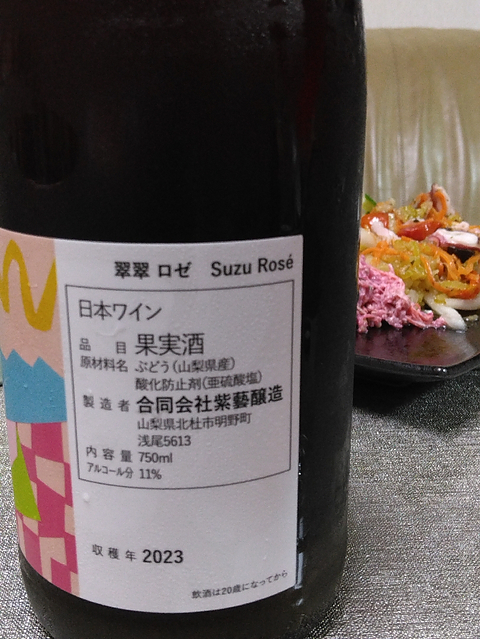 翠翠 ロゼ Suzu Rosé
日本ワイン
品目 果実酒
原材料名 ぶどう(山梨県産)
酸化防止剤(亜硫酸塩)
製造者 合同会社紫藝醸造
山梨県北杜市明野町
浅尾5613
内容量 750ml
アルコール分 11%
収穫年 2023
飲酒は20歳になってから